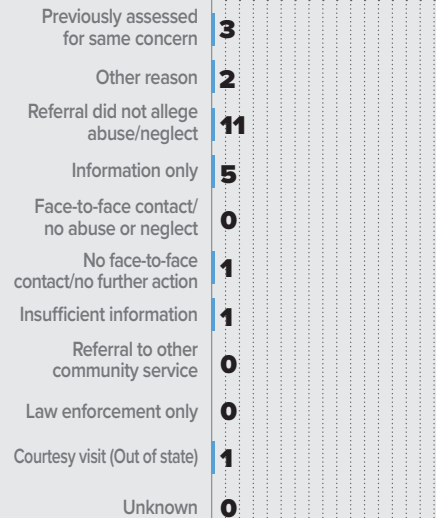 Previously assessed
for same concern 3
Other reason 2
Referral did not allege
abuse/neglect 11
Information only 5
Face-to-face contact/
no abuse or neglect 0
No face-to-face
contact/no further action 1
Insufficient information 1
Referral to other
community service 0
Law enforcement only 0
Courtesy visit (Out of state) 1
Unknown 0